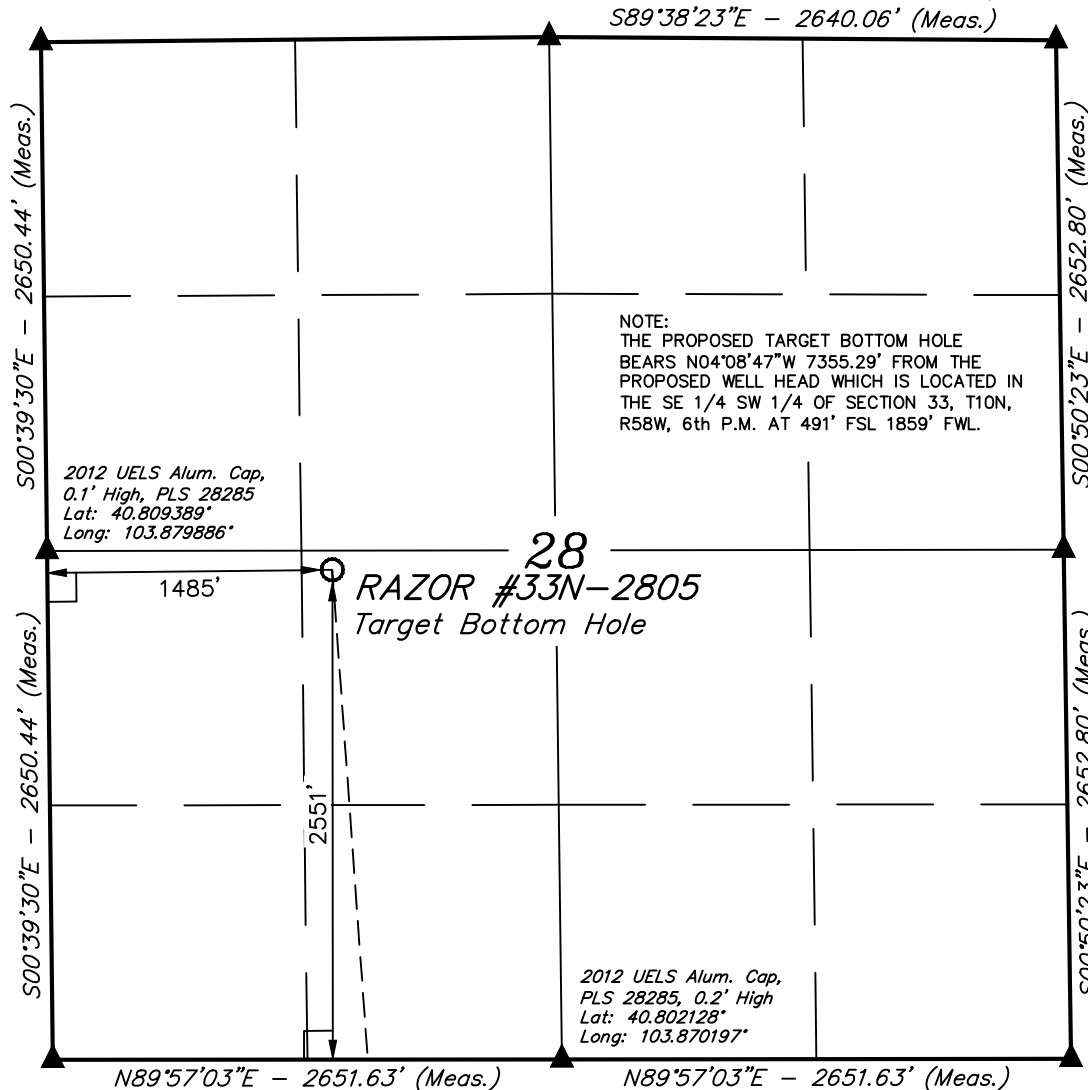 S89°38'23"E - 2640.06' (Meas.)
S00°39'30"E - 2650.44' (Meas.)
S00°50'23"E - 2652.80' (Meas.)
NOTE:
THE PROPOSED TARGET BOTTOM HOLE
BEARS N04°08'47"W 7355.29' FROM THE
PROPOSED WELL HEAD WHICH IS LOCATED IN
THE SE 1/4 SW 1/4 OF SECTION 33, T10N,
R58W, 6th P.M. AT 491' FSL 1859' FWL.
2012 UELS Alum. Cap,
0.1' High, PLS 28285
Lat: 40.809389°
Long: 103.879886°
28
1485'
RAZOR #33N-2805
Target Bottom Hole
S00°39'30"E - 2650.44' (Meas.)
2551'
S00°50'23"E - 2652.80' (Meas.)
2012 UELS Alum. Cap,
PLS 28285, 0.2' High
Lat: 40.802128°
Long: 103.870197°
N89°57'03"E - 2651.63' (Meas.)
N89°57'03"E - 2651.63' (Meas.)